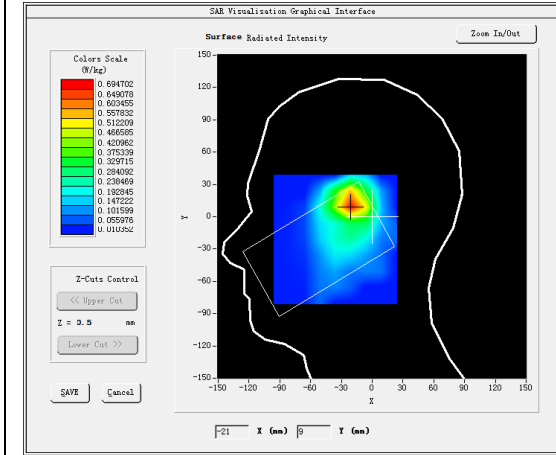 SAR Visualisation Graphical Interface
Surface Radiated Intensity
Zoom In/Out
Colors Scale
(W/kg)
0.694702
0.649078
0.603455
0.557832
0.512209
0.466585
0.420962
0.375339
0.329715
0.284092
0.238469
0.192845
0.147222
0.101599
0.055976
0.010352
Z-Cuts Control
<< Upper Cut
Z = 0.5 mm
Lower Cut >>
SAVE Cancel
150
120
90
60
30
0
-30
-60
-90
-120
-150
Y
-150 -120 -90 -60 -30 0 30 60 90 120 150
X
-21 X (mm) 9 Y (mm)